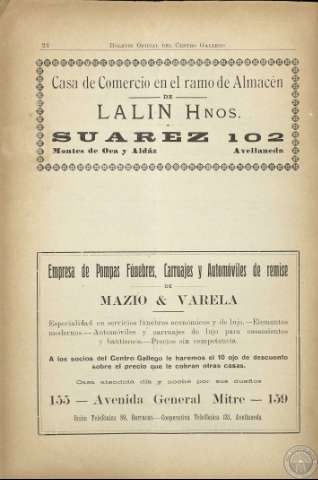 24 Boletin Oficial del Centro Gallego
Casa de Comercio en el ramo de Almacén
DE
LALIN HNOS.
SUAREZ 102
Montes de Oca y Aldáz Avellaneda
Empresa de Pompas Fúnebres, Carruajes y Automóviles de remise
DE
MAZIO & VARELA
Especialidad en servicios fúnebres económicos y de lujo.—Elementos
modernos.—Automóviles y carruajes de lujo para casamientos
y bautismos.—Precios sin competencia.
A los socios del Centro Gallego le haremos el 10 ojo de descuento
sobre el precio que le cobran otras casas.
Casa atendida día y noche por sus dueños
155 — Avenida General Mitre — 159
Unión Telefónica 89, Barracas—Cooperativa Telefónica 131, Avellaneda